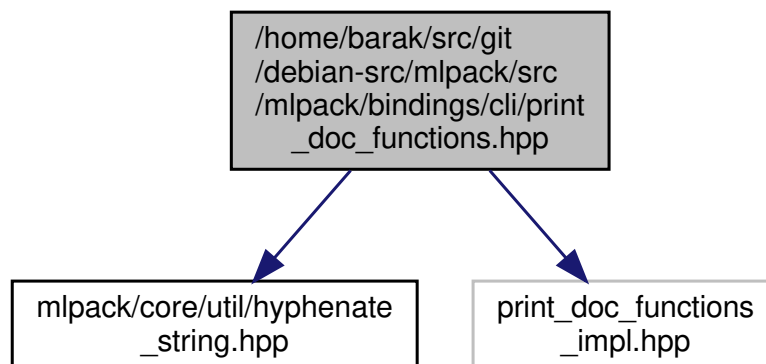 /home/barak/src/git
/debian-src/mlpack/src
/mlpack/bindings/cli/print
_doc_functions.hpp
mlpack/core/util/hyphenate
_string.hpp
print_doc_functions
_impl.hpp